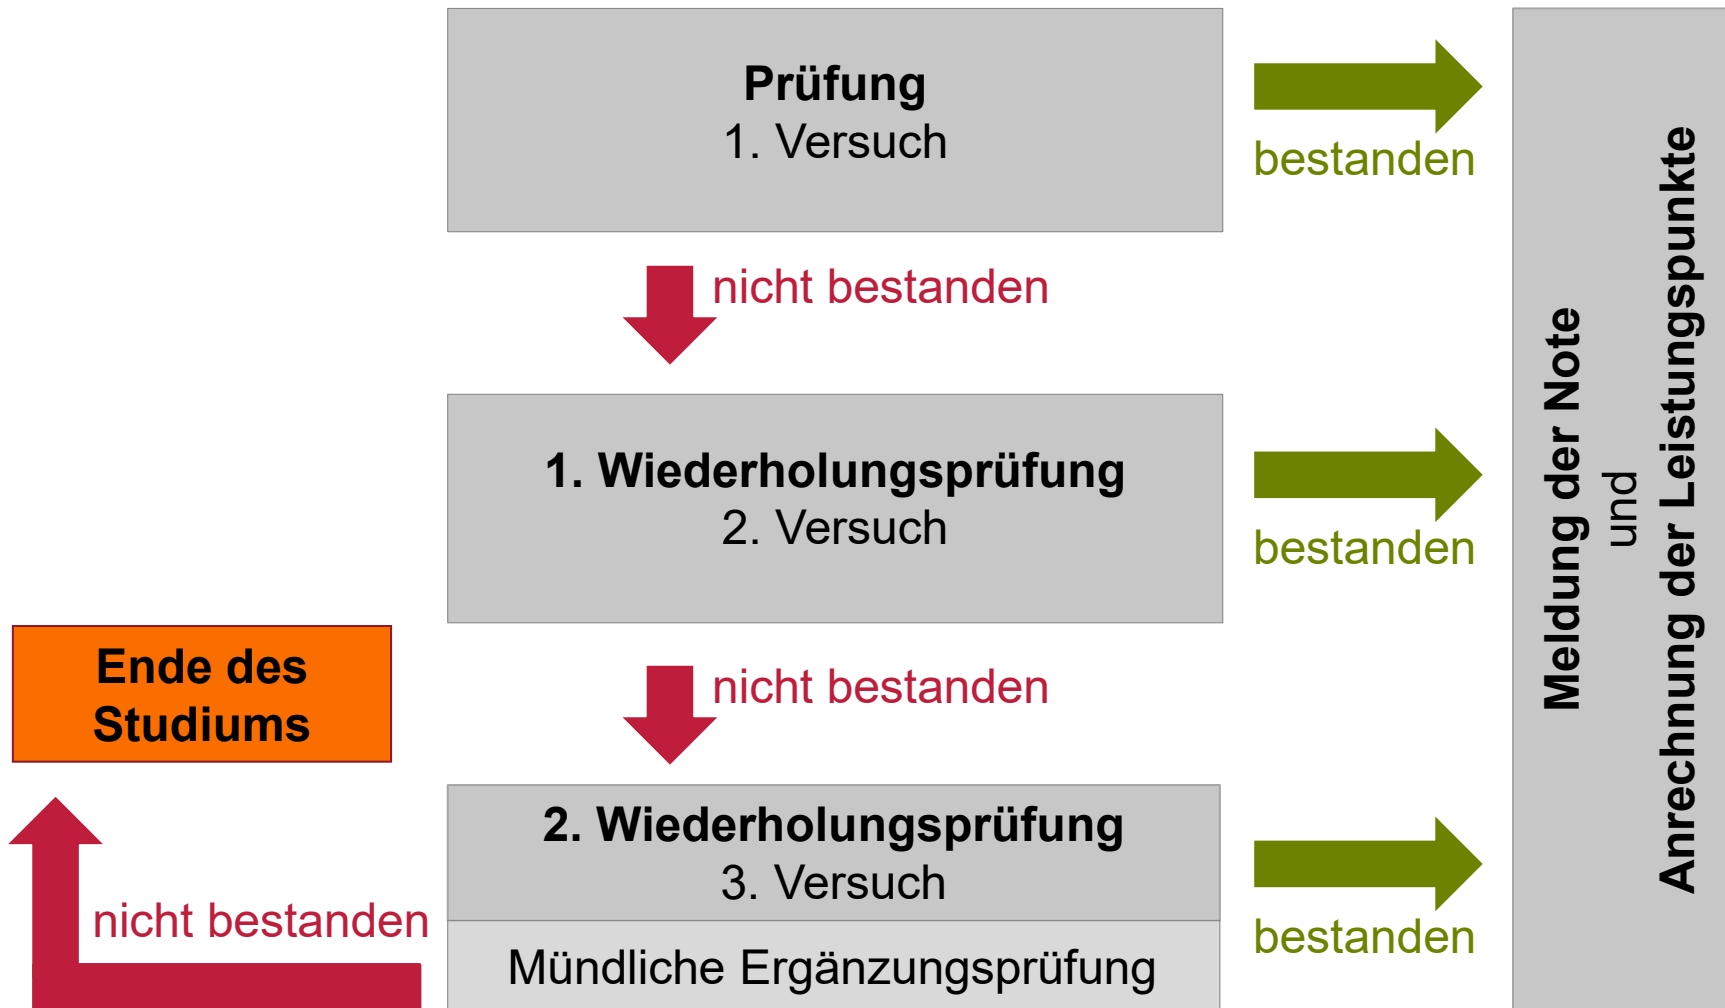 Prüfung
1. Versuch
bestanden
nicht bestanden
1. Wiederholungsprüfung
2. Versuch
bestanden
nicht bestanden
Ende des
Studiums
2. Wiederholungsprüfung
3. Versuch
nicht bestanden
bestanden
Mündliche Ergänzungsprüfung
Meldung der Note
und
Anrechnung der Leistungspunkte